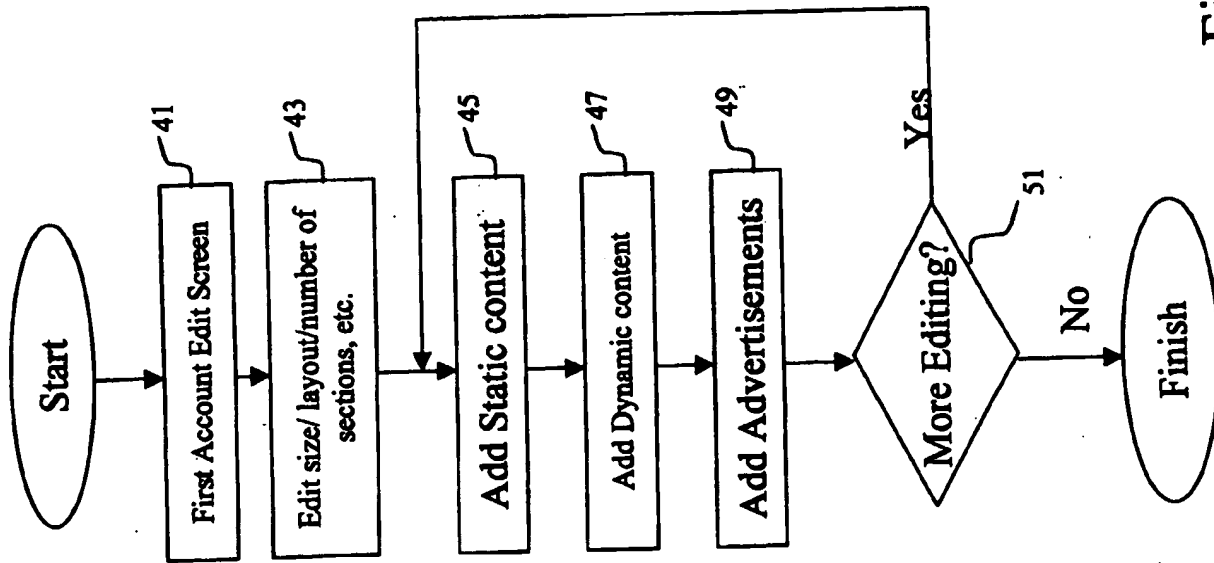 Start
41
First Account Edit Screen
43
Edit size/ layout/number of
sections, etc.
45
Add Static content
47
Add Dynamic content
49
Add Advertisements
Yes
More Editing?
51
No
Finish